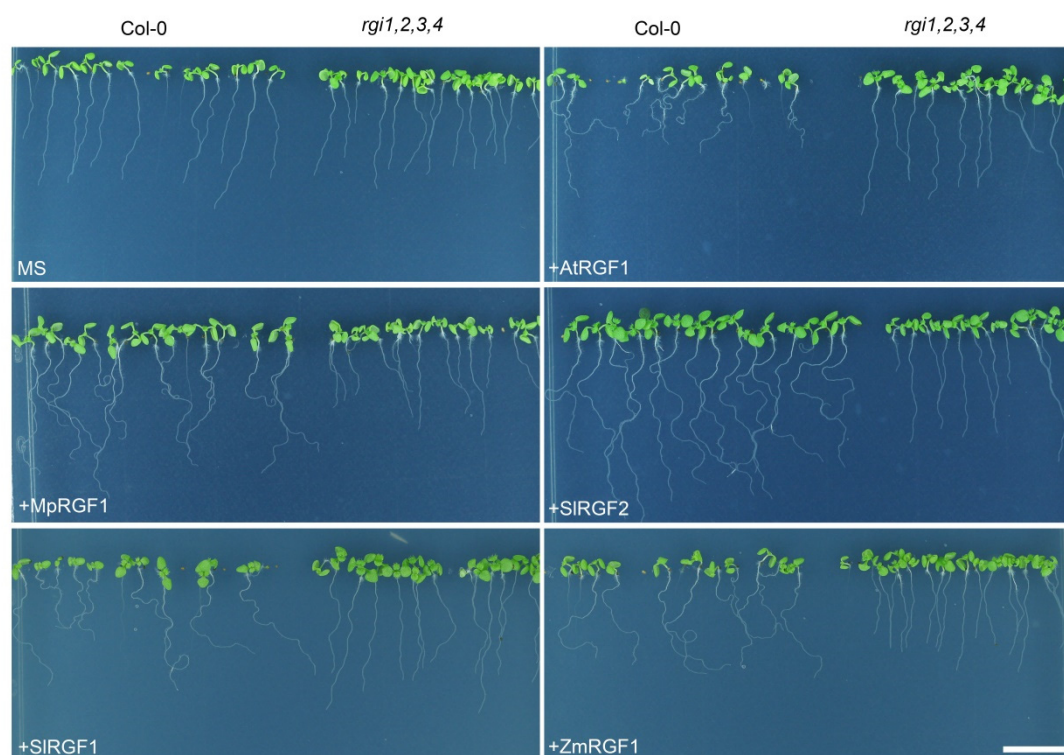 Col-0 rgi1,2,3,4 Col-0 rgi1,2,3,4
MS +AtRGF1
+MpRGF1 +SlRGF2
+SlRGF1 +ZmRGF1